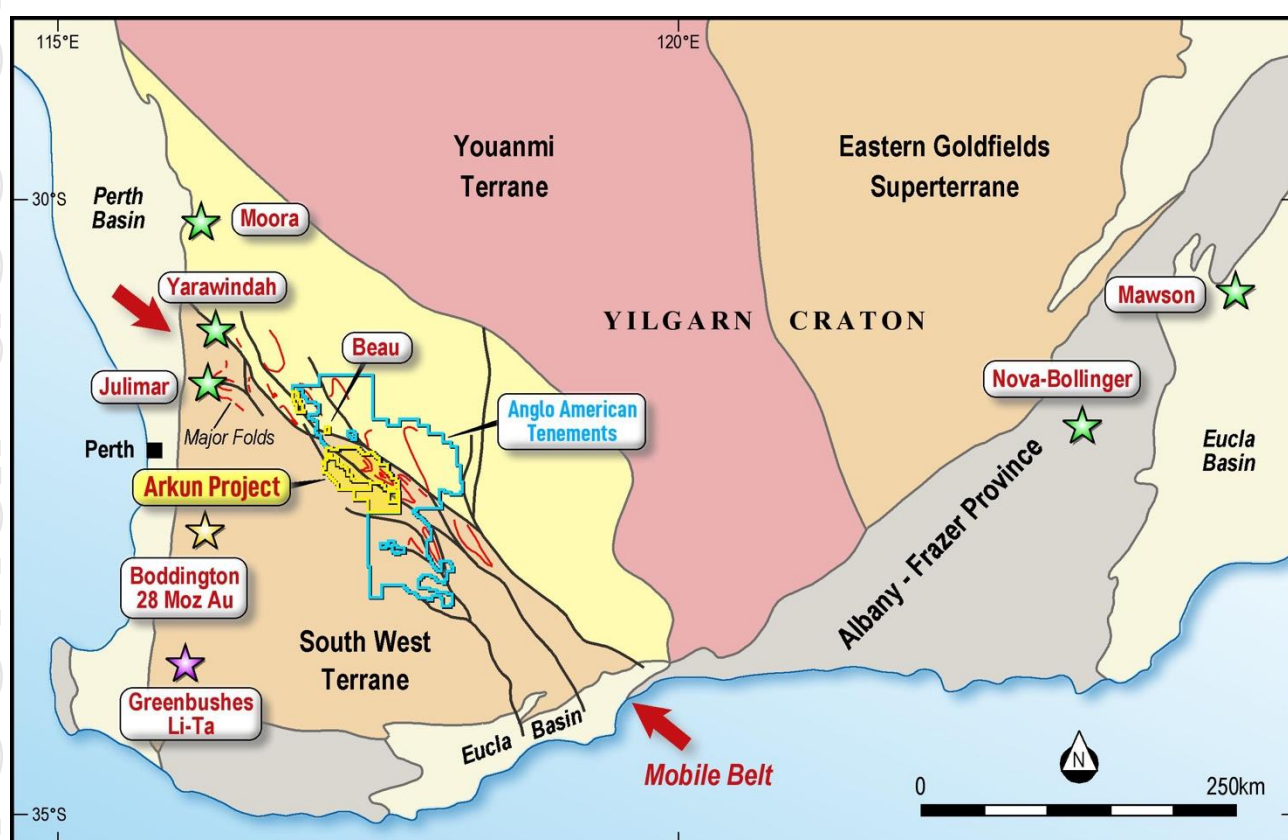 115°E
120°E
30°S
35°S
Perth
Basin
Moora
Yarawindah
Julimar
Major Folds
Perth
Beau
Anglo American
Tenements
Arkun Project
Boddington
28 Moz Au
Greenbushes
Li-Ta
South West
Terrane
Youanmi
Terrane
Eastern Goldfields
Superterrane
YILGARN CRATON
Mawson
Nova-Bollinger
Eucla
Basin
Albany - Frazer Province
Eucla Basin
Mobile Belt
N
0 250km